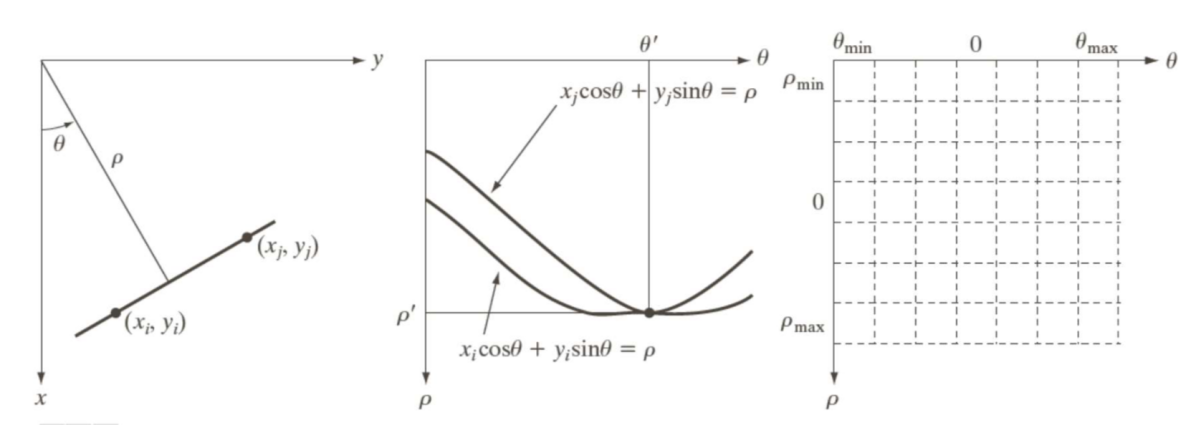 y
θ
ρ
(xⱼ, yⱼ)
(xᵢ, yᵢ)
x
θ′
θ
xⱼcosθ + yⱼsinθ = ρ
ρ′
xᵢcosθ + yᵢsinθ = ρ
ρ
θmin 0 θmax
θ
ρmin
0
ρmax
ρ